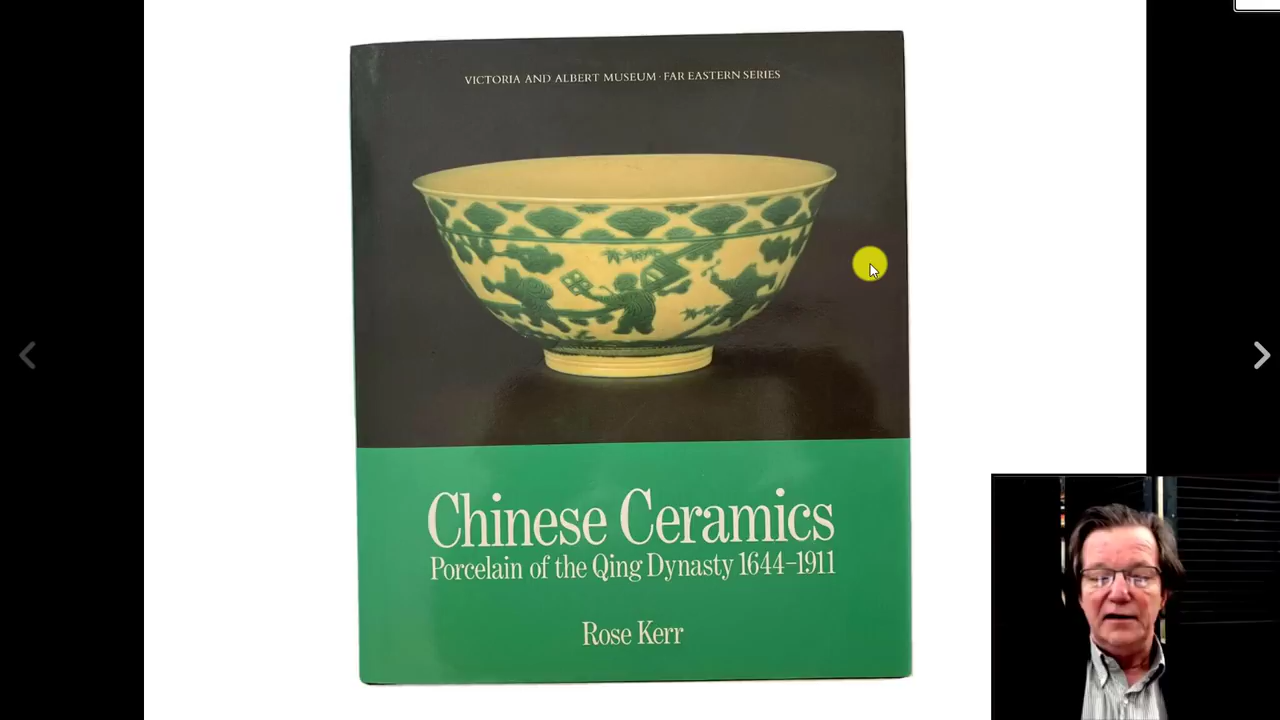 VICTORIA AND ALBERT MUSEUM · FAR EASTERN SERIES
Chinese Ceramics
Porcelain of the Qing Dynasty 1644–1911
Rose Kerr